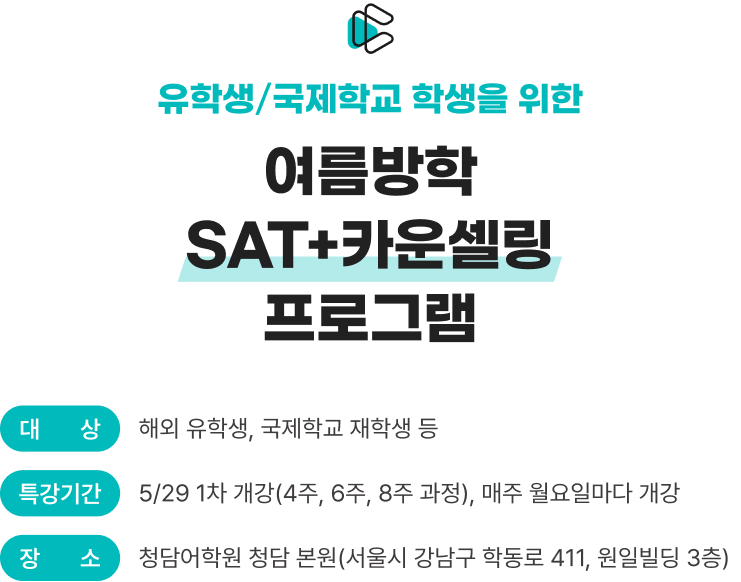 유학생/국제학교 학생을 위한
여름방학
SAT+카운셀링
프로그램
대 상 해외 유학생, 국제학교 재학생 등
특강기간 5/29 1차 개강(4주, 6주, 8주 과정), 매주 월요일마다 개강
장 소 청담어학원 청담 본원(서울시 강남구 학동로 411, 원일빌딩 3층)